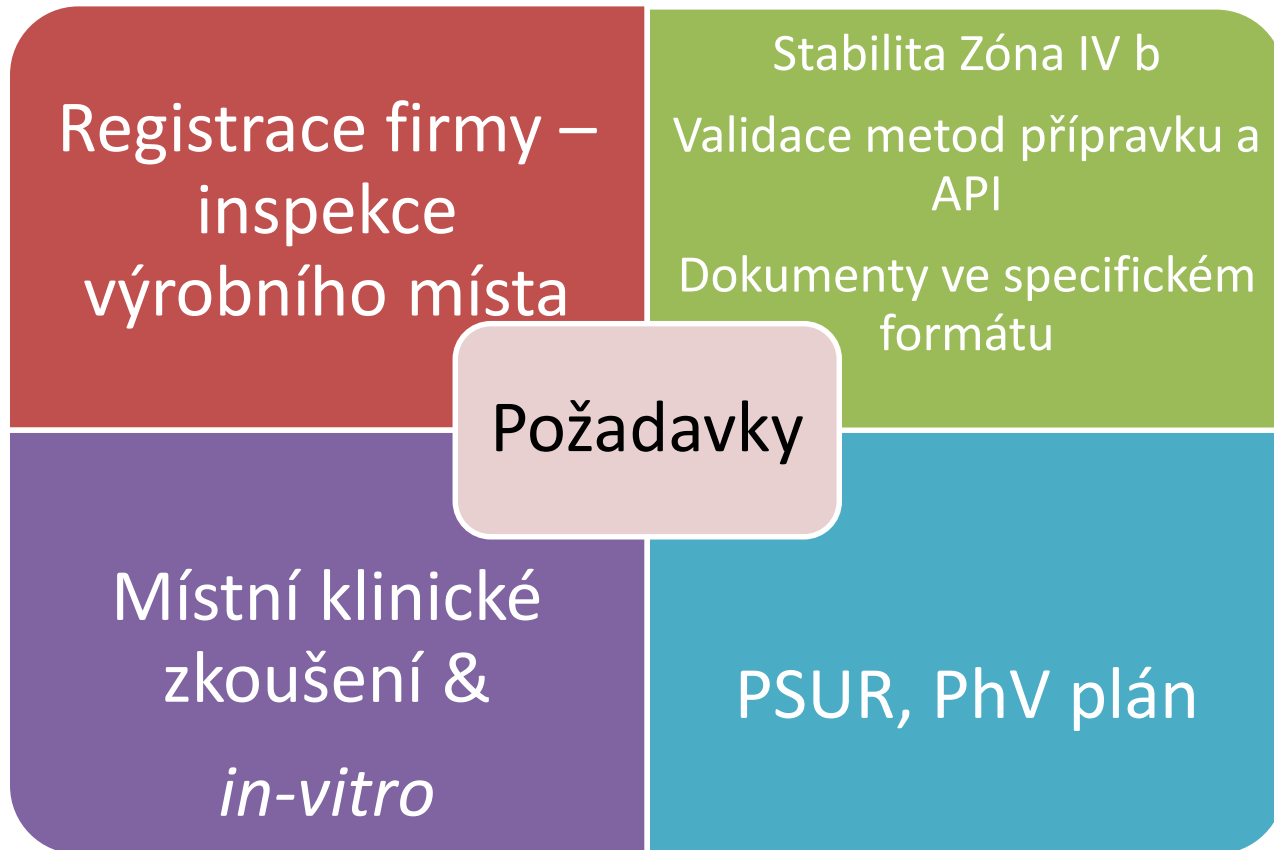 Registrace firmy –
inspekce
výrobního místa
Stabilita Zóna IV b
Validace metod přípravku a
API
Dokumenty ve specifickém
formátu
Požadavky
Místní klinické
zkoušení &
in-vitro
PSUR, PhV plán